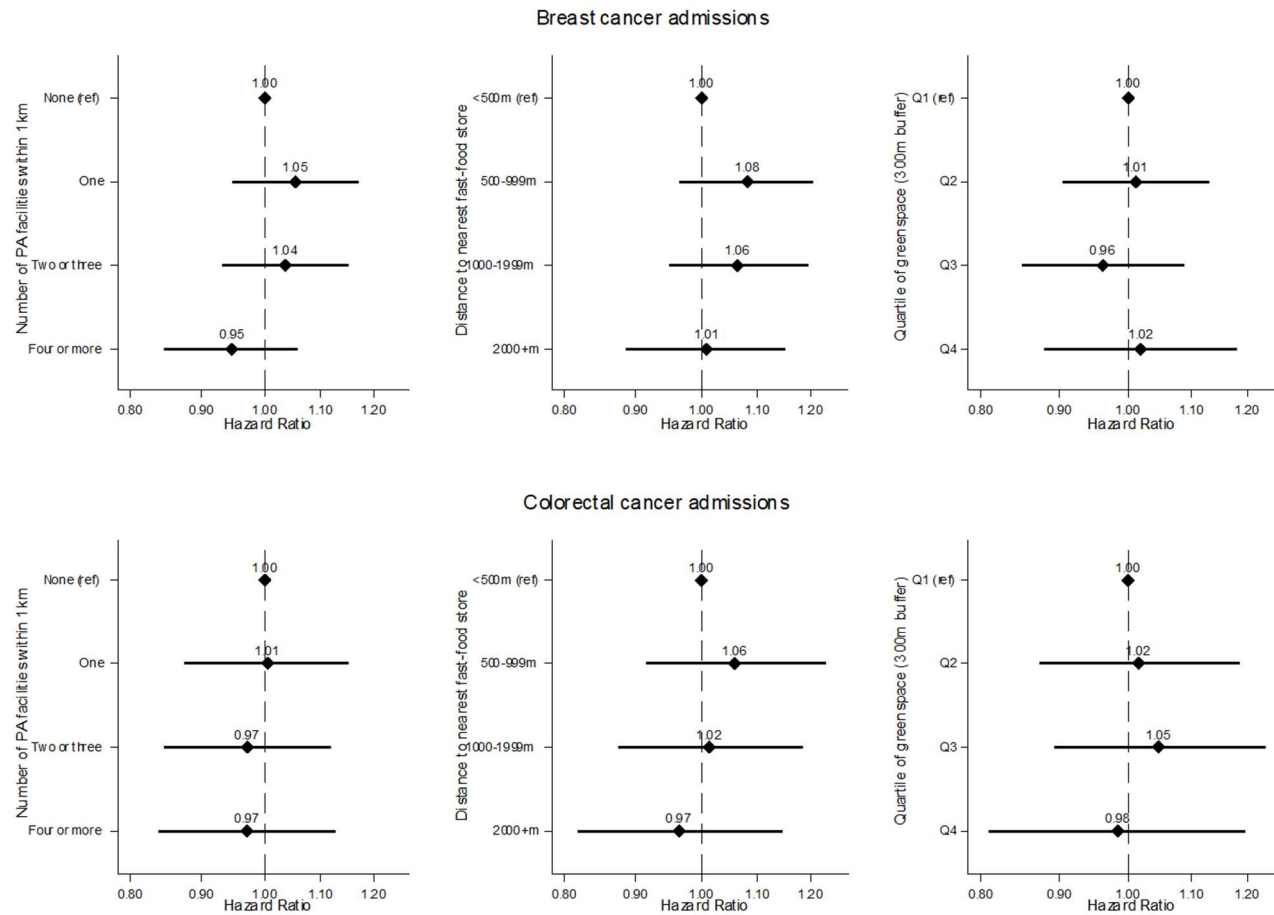 Breast cancer admissions
Number of PA facilities within 1km
None (ref)
One
Two or three
Four or more
1.00
1.05
1.04
0.95
0.80 0.90 1.00 1.10 1.20
Hazard Ratio
Distance to nearest fast-food store
<500m (ref)
500-999m
1000-1999m
2000+m
1.00
1.08
1.06
1.01
0.80 0.90 1.00 1.10 1.20
Hazard Ratio
Quartile of greenspace (300m buffer)
Q1 (ref)
Q2
Q3
Q4
1.00
1.01
0.96
1.02
0.80 0.90 1.00 1.10 1.20
Hazard Ratio
Colorectal cancer admissions
Number of PA facilities within 1km
None (ref)
One
Two or three
Four or more
1.00
1.01
0.97
0.97
0.80 0.90 1.00 1.10 1.20
Hazard Ratio
Distance to nearest fast-food store
<500m (ref)
500-999m
1000-1999m
2000+m
1.00
1.06
1.02
0.97
0.80 0.90 1.00 1.10 1.20
Hazard Ratio
Quartile of greenspace (300m buffer)
Q1 (ref)
Q2
Q3
Q4
1.00
1.02
1.05
0.98
0.80 0.90 1.00 1.10 1.20
Hazard Ratio